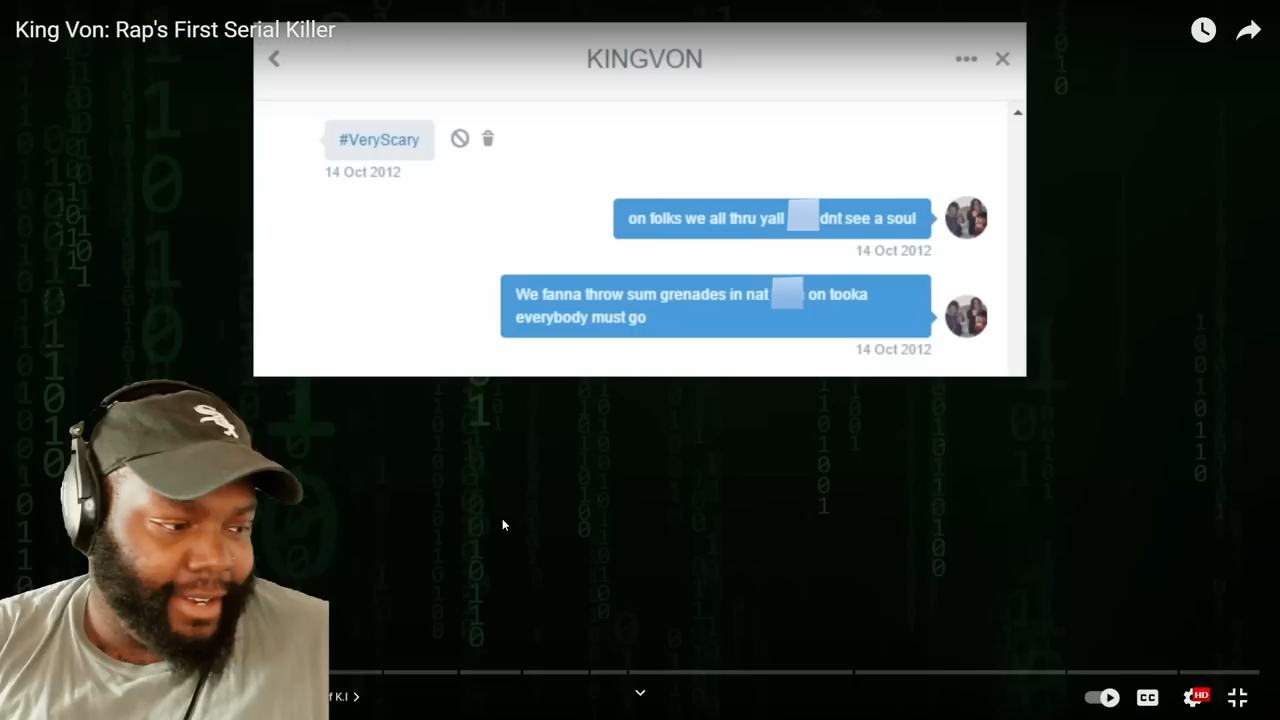 King Von: Rap's First Serial Killer
KINGVON
#VeryScary
14 Oct 2012
on folks we all thru yall dnt see a soul
14 Oct 2012
We fanna throw sum grenades in nat on tooka
everybody must go
14 Oct 2012
f K.I
CC
HD